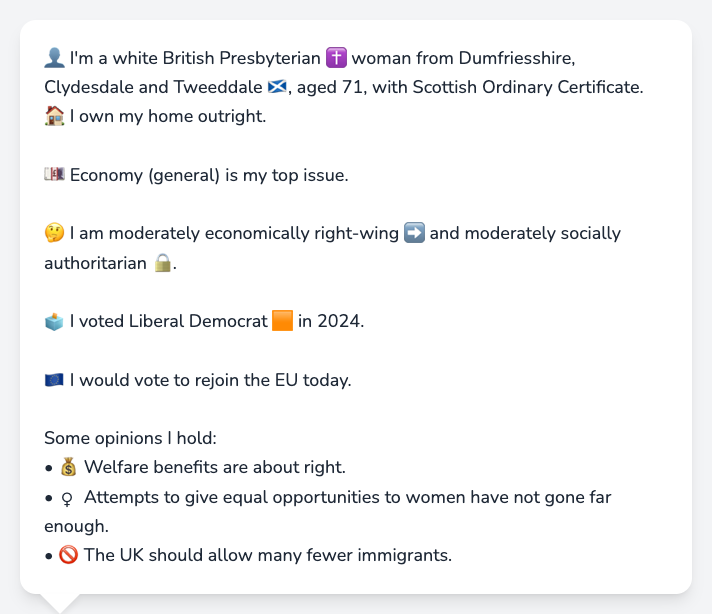 👤 I'm a white British Presbyterian ✝️ woman from Dumfriesshire,
Clydesdale and Tweeddale 🏴󠁧󠁢󠁳󠁣󠁴󠁿, aged 71, with Scottish Ordinary Certificate.
🏠 I own my home outright.
💷 Economy (general) is my top issue.
🤔 I am moderately economically right-wing ➡️ and moderately socially
authoritarian 🔒.
🗳️ I voted Liberal Democrat 🟧 in 2024.
🇪🇺 I would vote to rejoin the EU today.
Some opinions I hold:
• 💰 Welfare benefits are about right.
• ♀ Attempts to give equal opportunities to women have not gone far
enough.
• 🚫 The UK should allow many fewer immigrants.